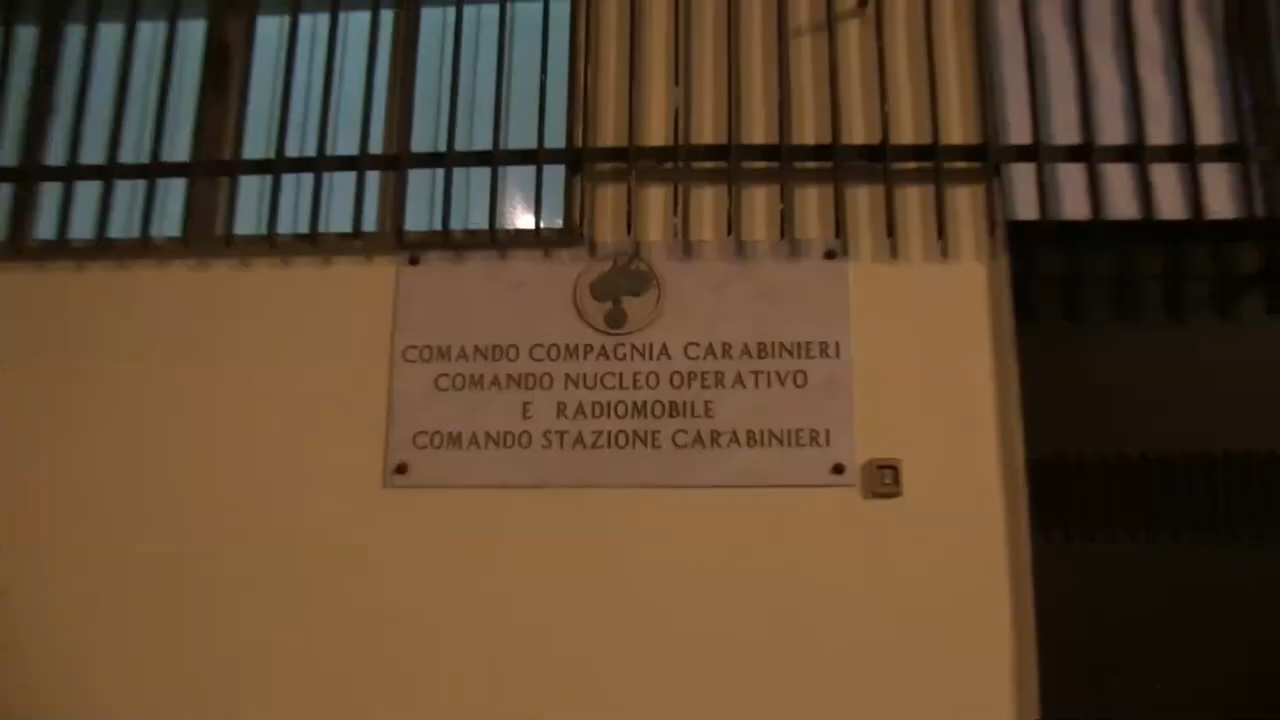 COMANDO COMPAGNIA CARABINIERI
COMANDO NUCLEO OPERATIVO
E RADIOMOBILE
COMANDO STAZIONE CARABINIERI